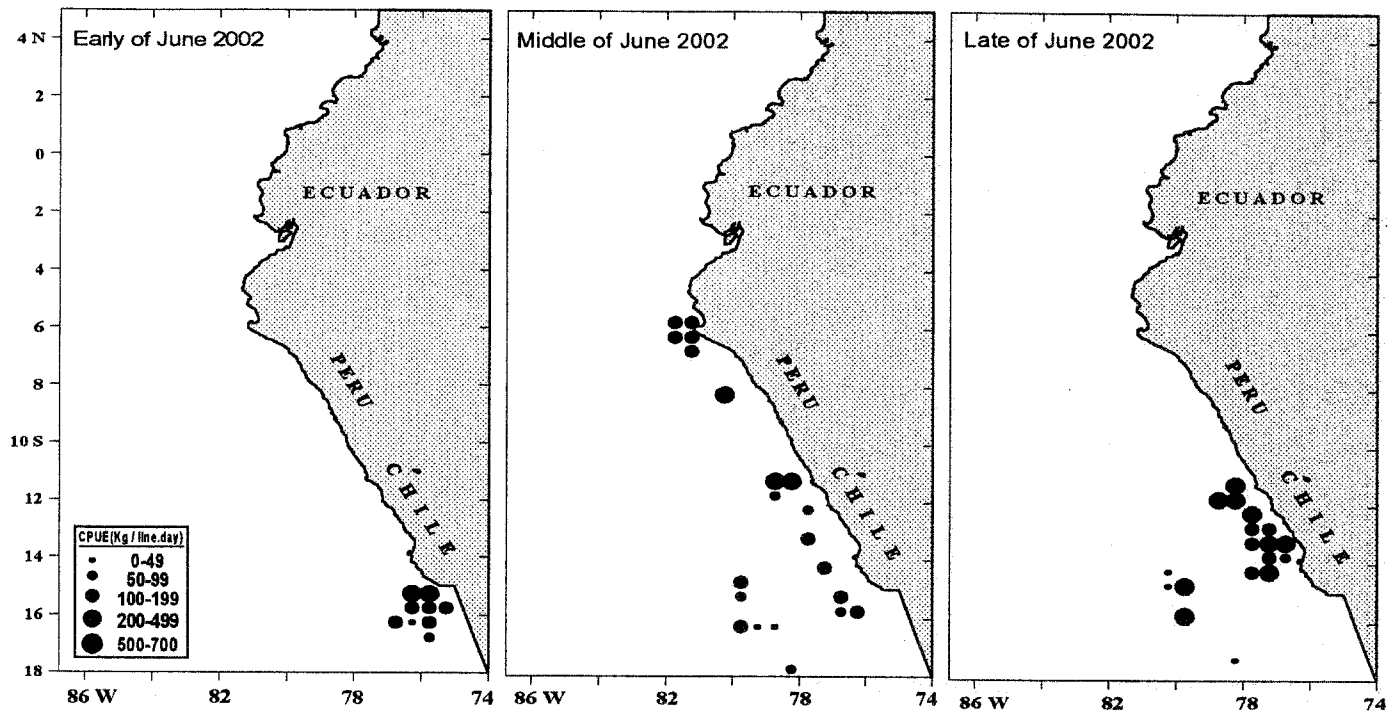 Early of June 2002
Middle of June 2002
Late of June 2002
4 N
2
0
2
4
6
8
10 S
12
14
16
18
ECUADOR
PERU
CHILE
ECUADOR
PERU
CHILE
ECUADOR
PERU
CHILE
CPUE(Kg / line.day)
0-49
50-99
100-199
200-499
500-700
86 W
82
78
74
86 W
82
78
74
86 W
82
78
74